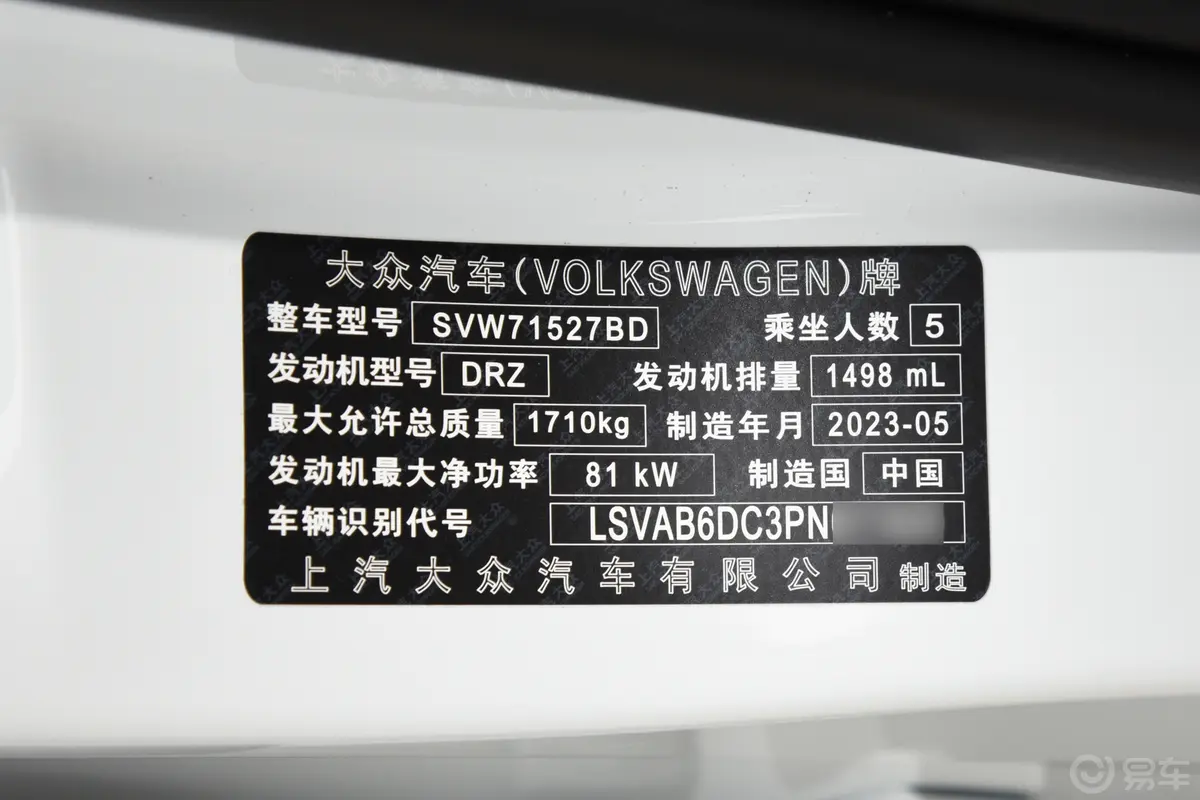 大众汽车(VOLKSWAGEN)牌
整车型号 SVW71527BD 乘坐人数 5
发动机型号 DRZ 发动机排量 1498 mL
最大允许总质量 1710kg 制造年月 2023-05
发动机最大净功率 81 kW 制造国 中国
车辆识别代号 LSVAB6DC3PN
上汽大众汽车有限公司 制造
易车